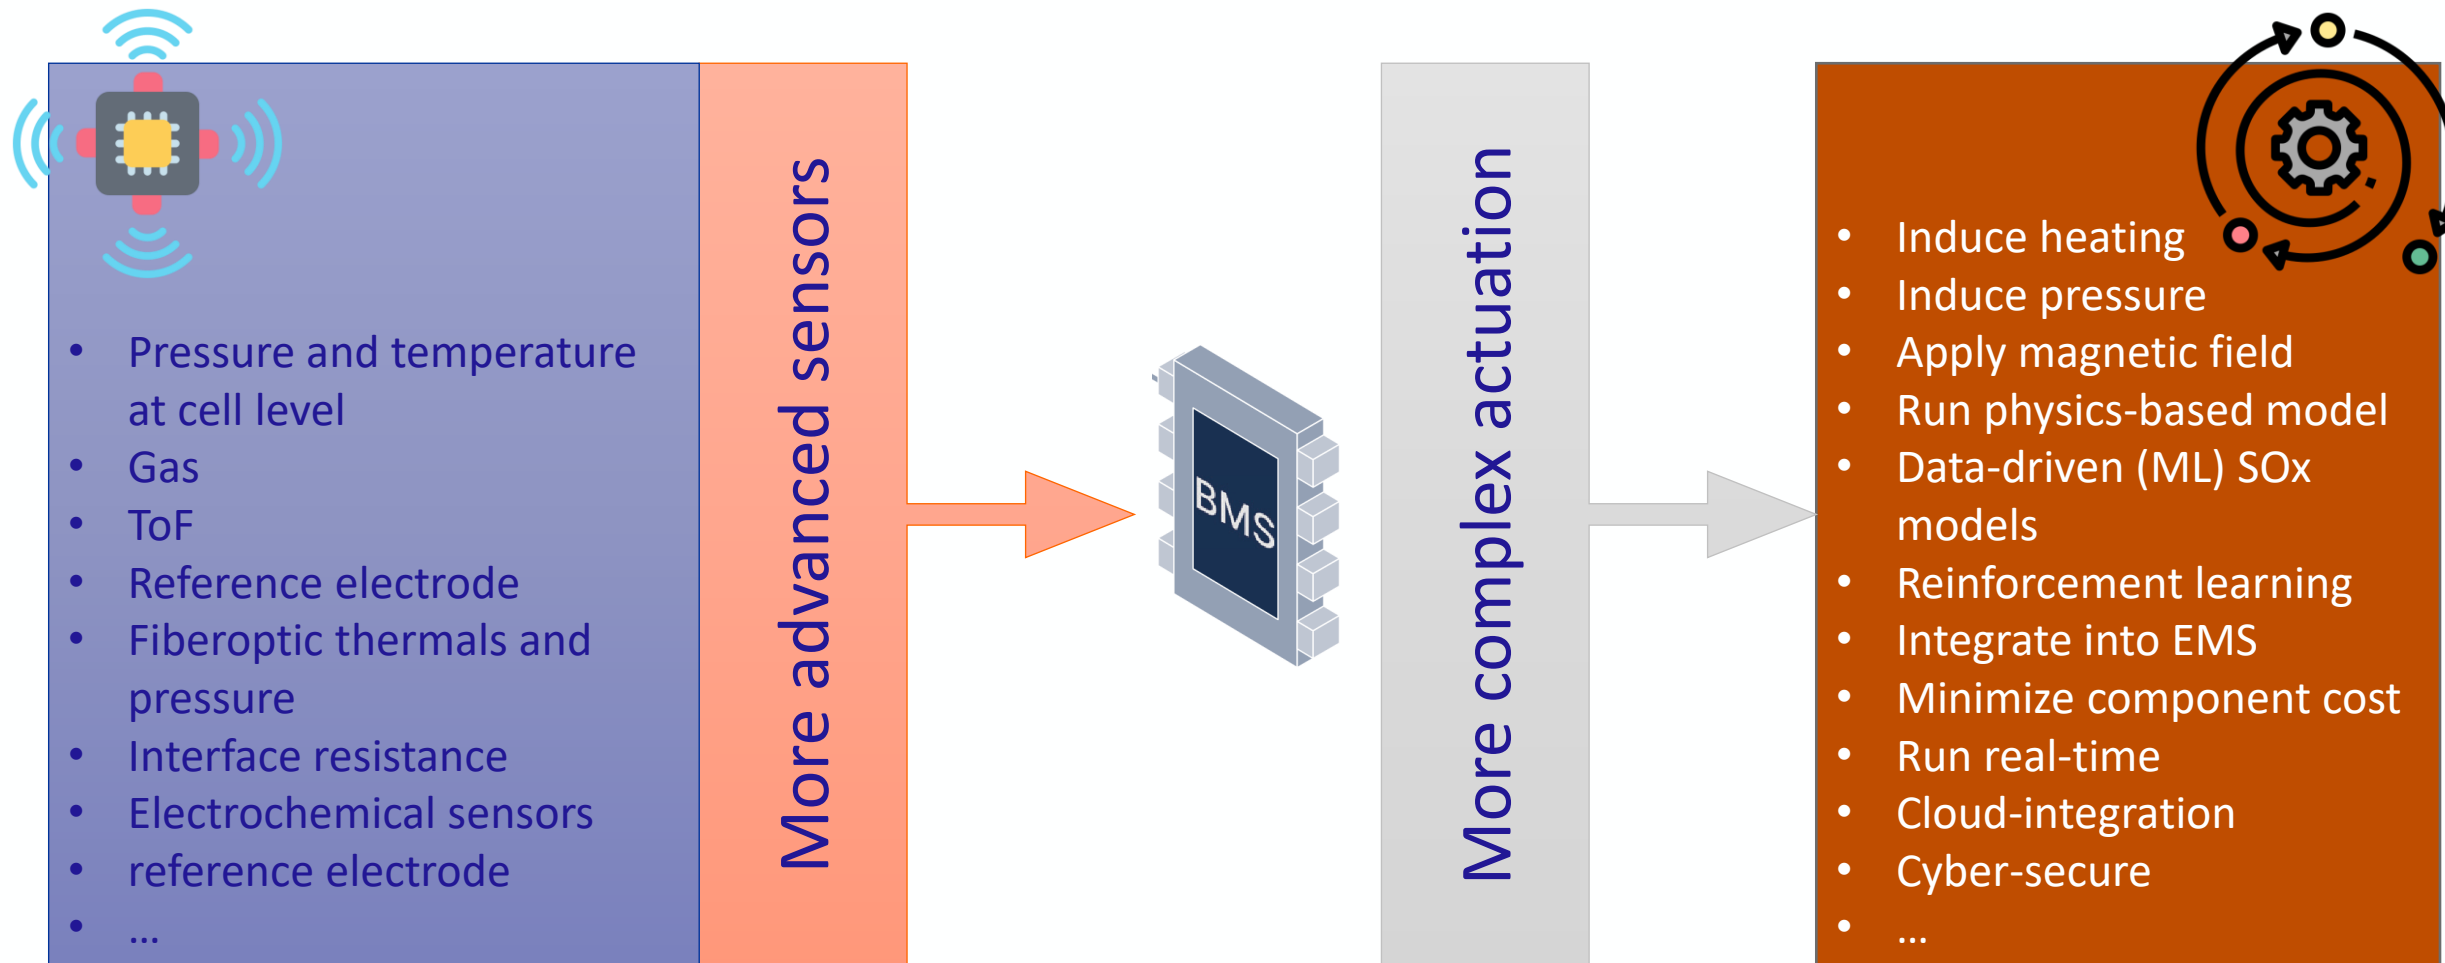 • Pressure and temperature
at cell level
• Gas
• ToF
• Reference electrode
• Fiberoptic thermals and
pressure
• Interface resistance
• Electrochemical sensors
• reference electrode
• ...
More advanced sensors
BMS
More complex actuation
• Induce heating
• Induce pressure
• Apply magnetic field
• Run physics-based model
• Data-driven (ML) SOx
models
• Reinforcement learning
• Integrate into EMS
• Minimize component cost
• Run real-time
• Cloud-integration
• Cyber-secure
• ...